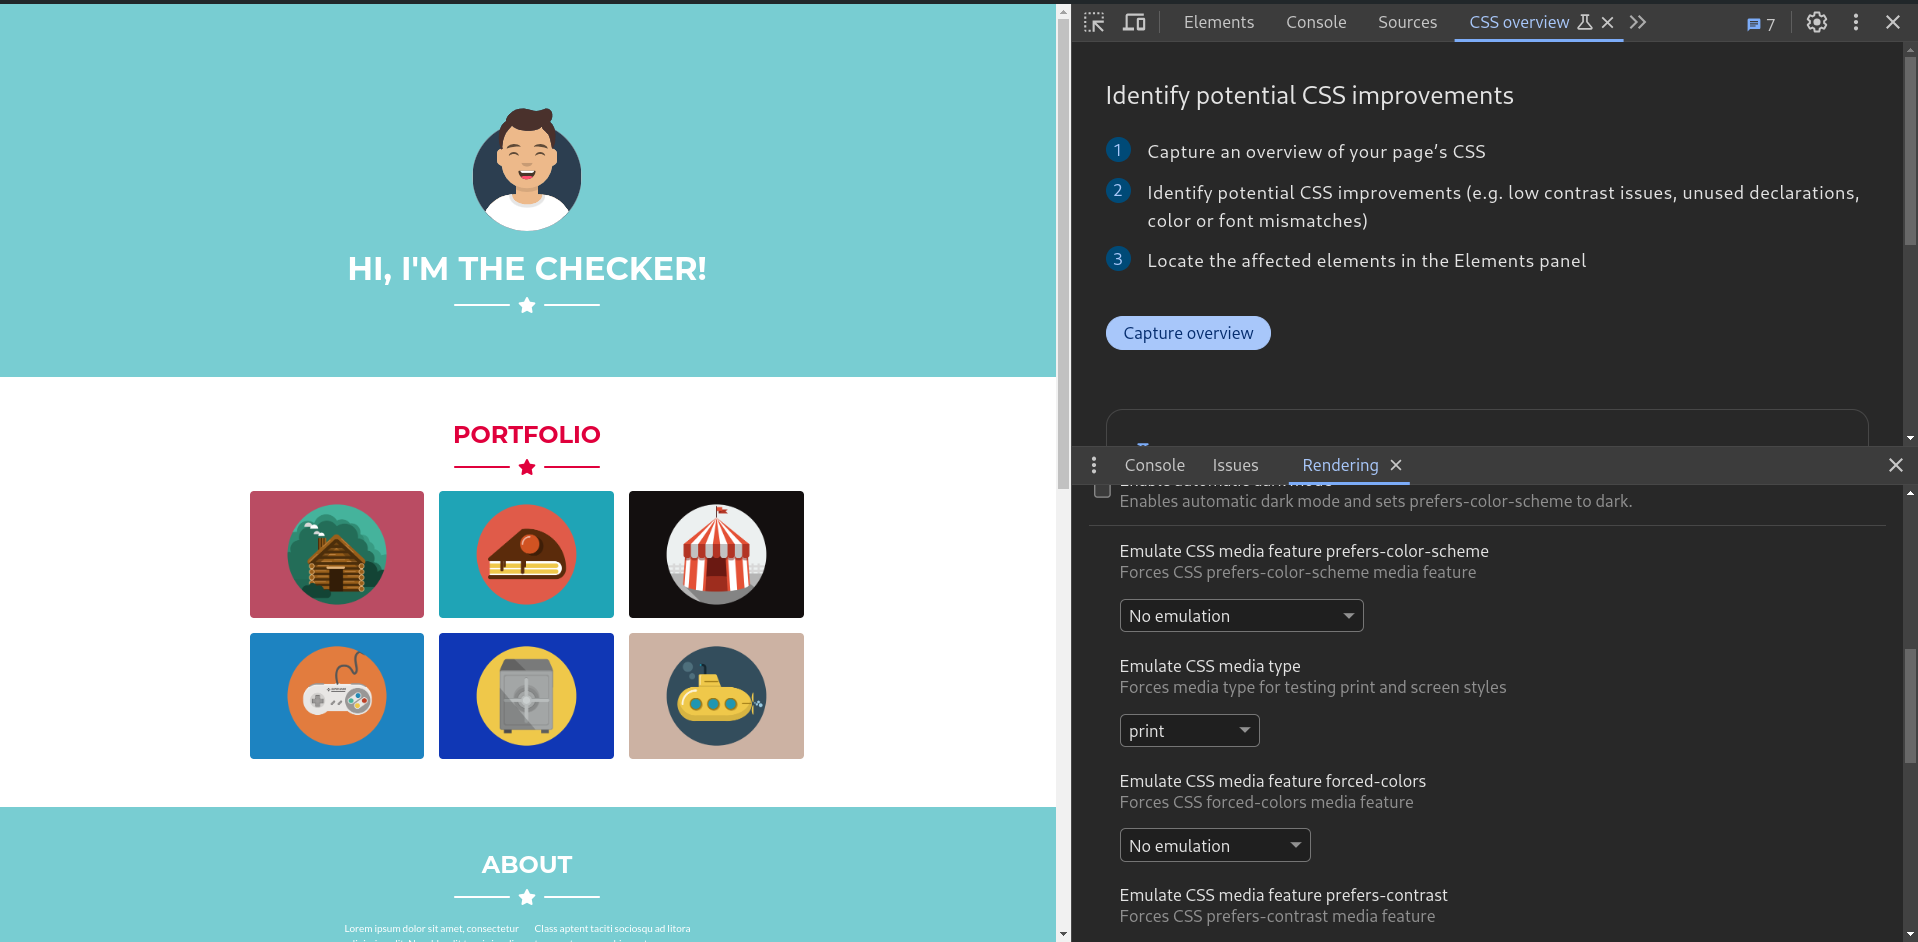 HI, I'M THE CHECKER!
PORTFOLIO
ABOUT
Lorem ipsum dolor sit amet, consectetur
Class aptent taciti sociosqu ad litora
Elements Console Sources CSS overview 7
Identify potential CSS improvements
1 Capture an overview of your page's CSS
2 Identify potential CSS improvements (e.g. low contrast issues, unused declarations,
color or font mismatches)
3 Locate the affected elements in the Elements panel
Capture overview
Console Issues Rendering
Enable automatic dark mode
Enables automatic dark mode and sets prefers-color-scheme to dark.
Emulate CSS media feature prefers-color-scheme
Forces CSS prefers-color-scheme media feature
No emulation
Emulate CSS media type
Forces media type for testing print and screen styles
print
Emulate CSS media feature forced-colors
Forces CSS forced-colors media feature
No emulation
Emulate CSS media feature prefers-contrast
Forces CSS prefers-contrast media feature